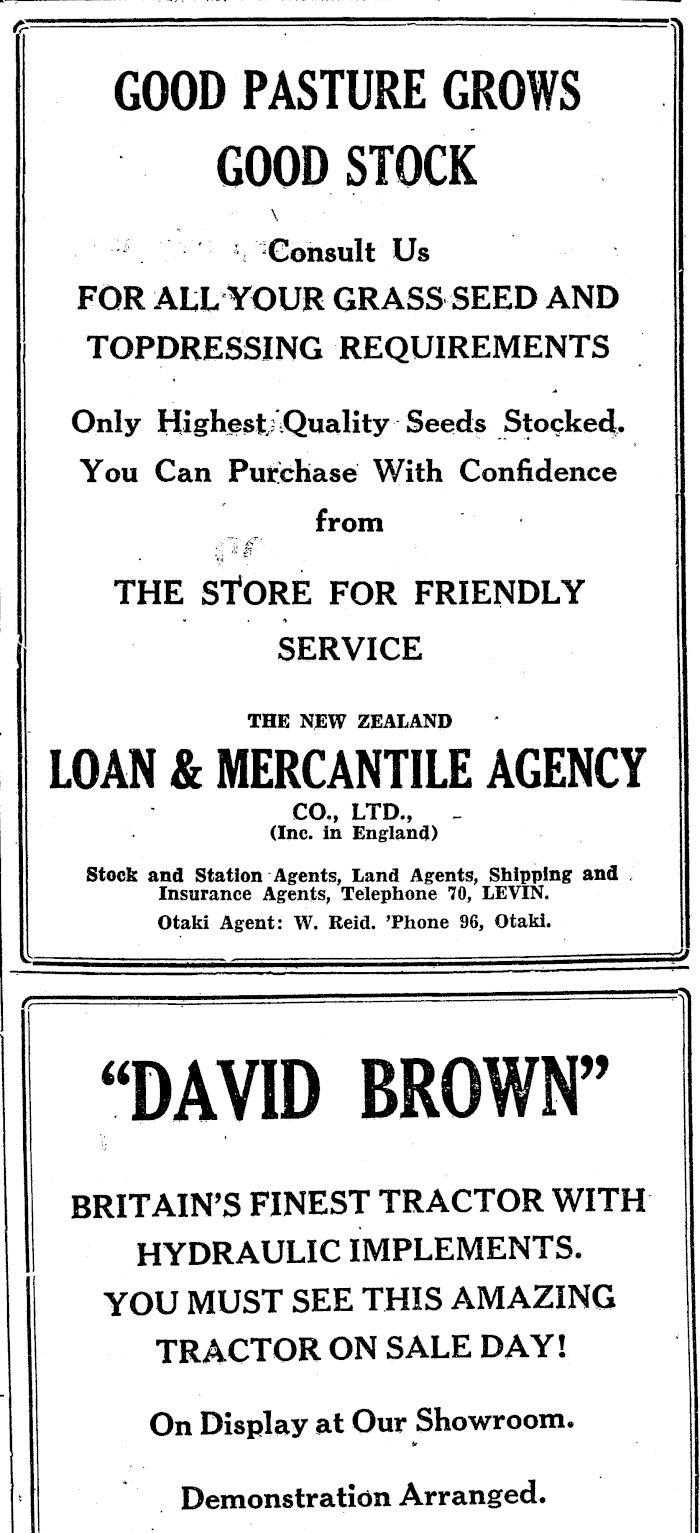 GOOD PASTURE GROWS
GOOD STOCK
Consult Us
FOR ALL YOUR GRASS SEED AND
TOPDRESSING REQUIREMENTS
Only Highest Quality Seeds Stocked.
You Can Purchase With Confidence
from
THE STORE FOR FRIENDLY
SERVICE
THE NEW ZEALAND
LOAN & MERCANTILE AGENCY
CO., LTD.,
(Inc. in England)
Stock and Station Agents, Land Agents, Shipping and
Insurance Agents, Telephone 70, LEVIN.
Otaki Agent: W. Reid. 'Phone 96, Otaki.
"DAVID BROWN"
BRITAIN'S FINEST TRACTOR WITH
HYDRAULIC IMPLEMENTS.
YOU MUST SEE THIS AMAZING
TRACTOR ON SALE DAY!
On Display at Our Showroom.
Demonstration Arranged.